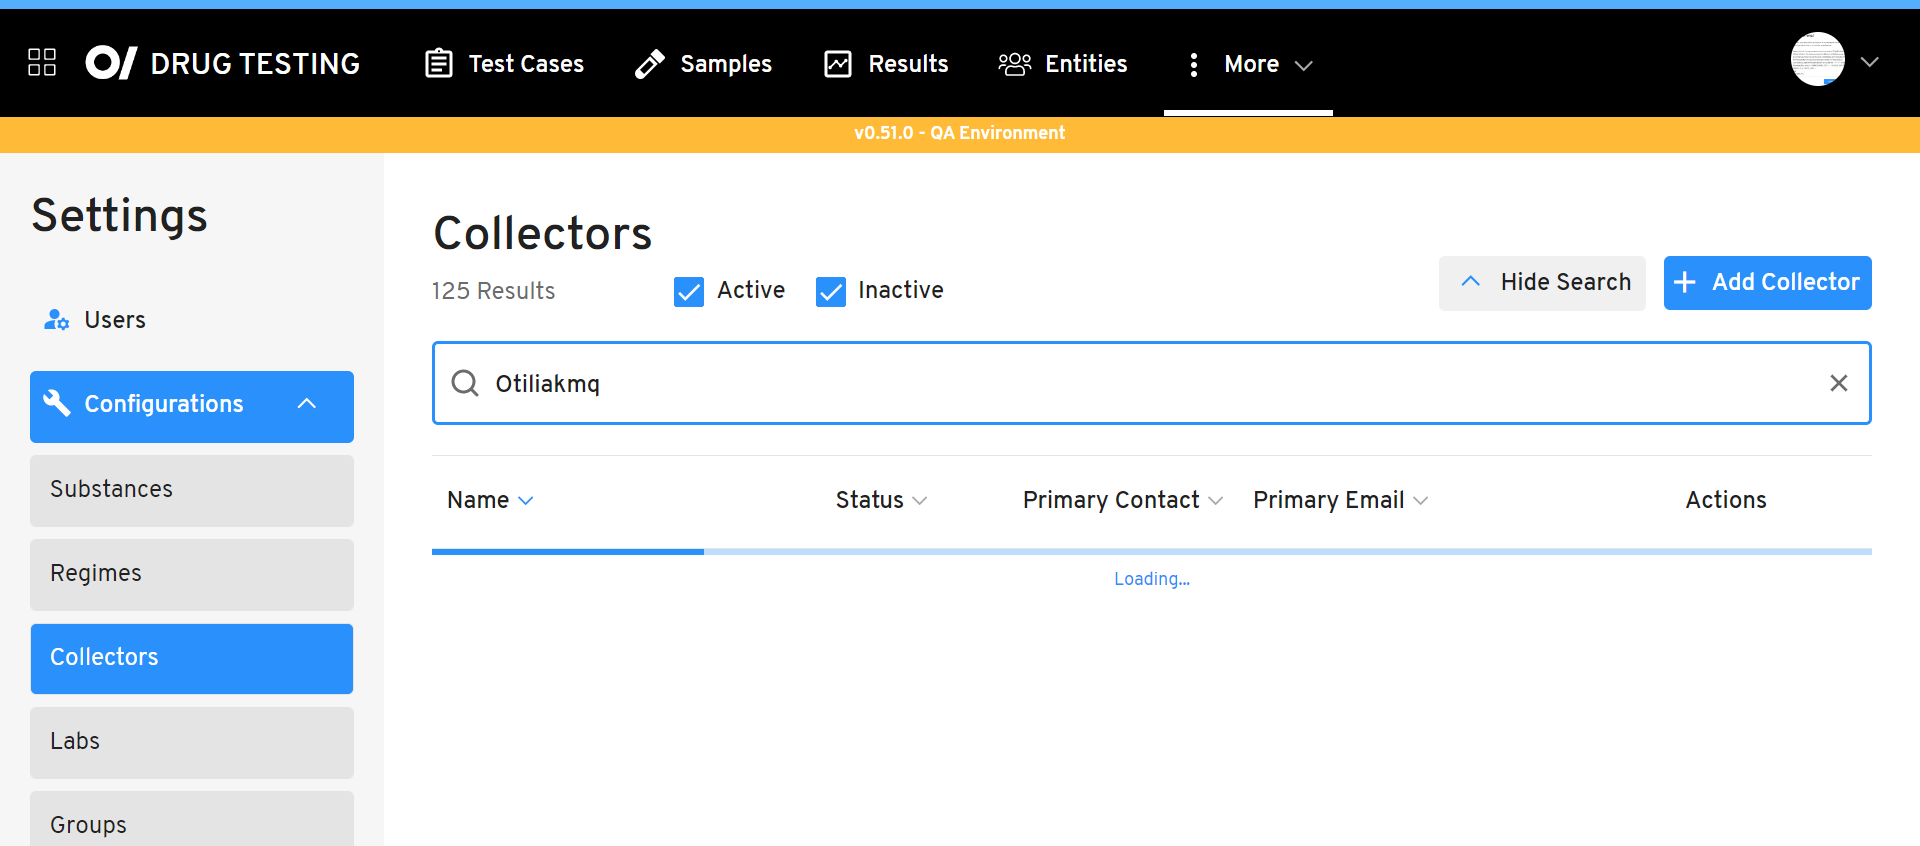 DRUG TESTING
Test Cases
Samples
Results
Entities
More
v0.51.0 - QA Environment
Settings
Users
Configurations
Substances
Regimes
Collectors
Labs
Groups
Collectors
125 Results
Active
Inactive
Hide Search
Add Collector
Otiliakmq
Name
Status
Primary Contact
Primary Email
Actions
Loading...